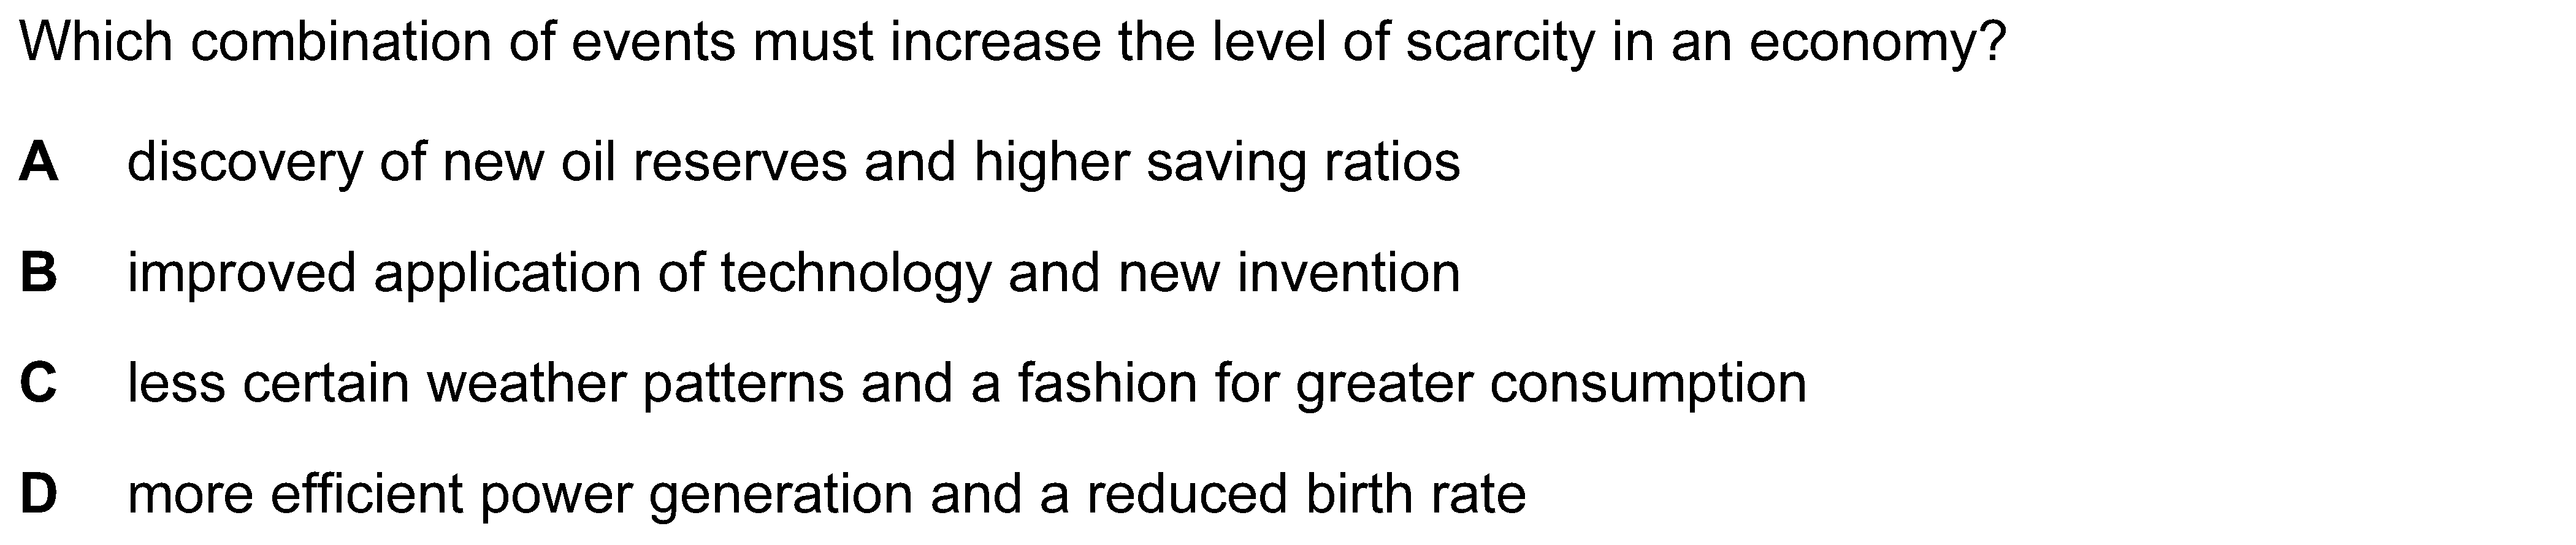 Which combination of events must increase the level of scarcity in an economy?
A discovery of new oil reserves and higher saving ratios
B improved application of technology and new invention
C less certain weather patterns and a fashion for greater consumption
D more efficient power generation and a reduced birth rate